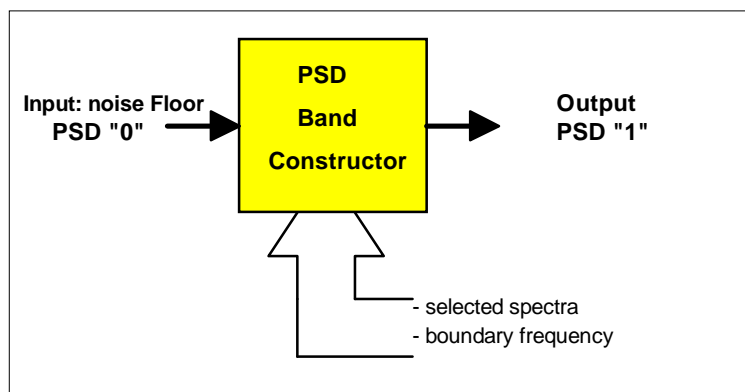 Input: noise Floor
PSD "0"
PSD
Band
Constructor
Output
PSD "1"
- selected spectra
- boundary frequency